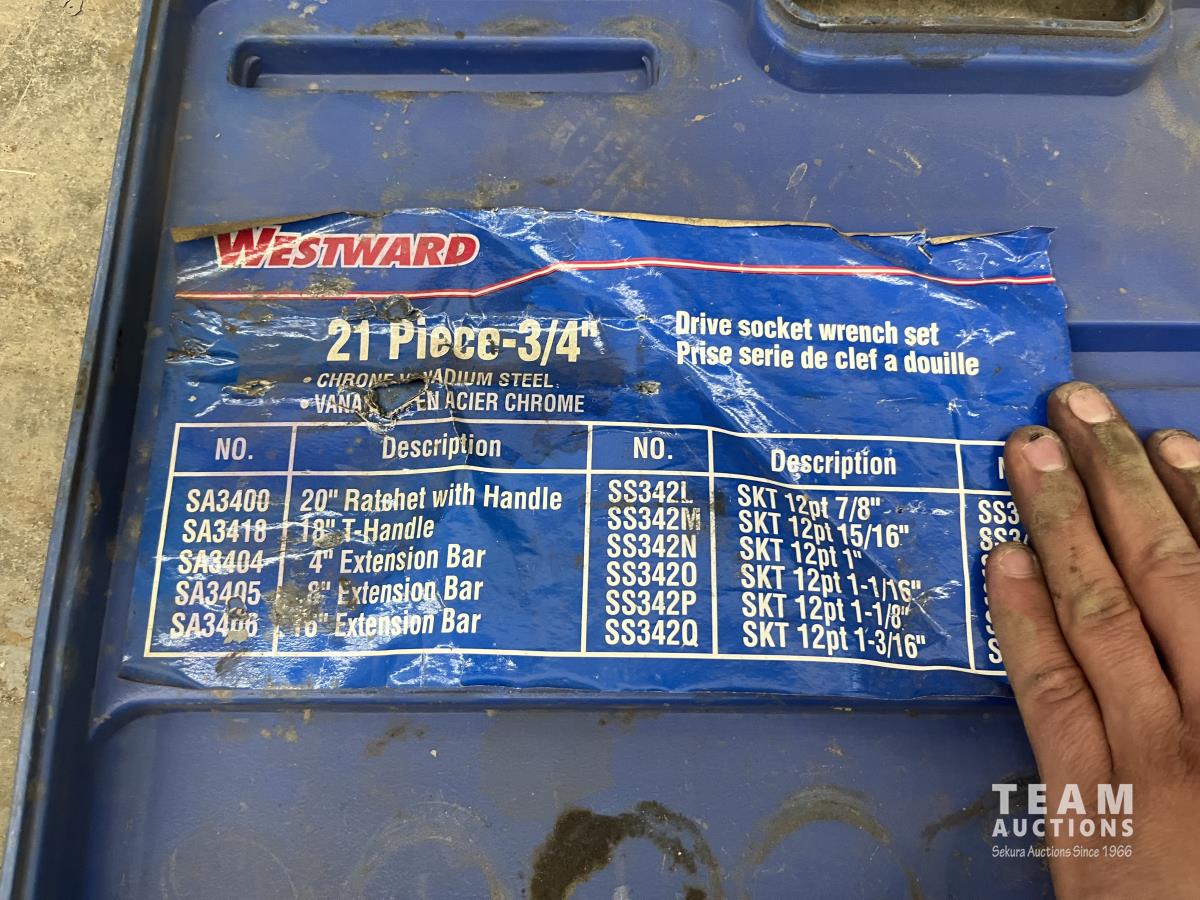 WESTWARD
21 Piece-3/4"
• CHROME VANADIUM STEEL
• EN ACIER CHROME
Drive socket wrench set
Prise serie de clef a douille
NO. Description NO. Description
SA3400 20" Ratchet with Handle SS342L SKT 12pt 7/8"
SA3418 18" T-Handle SS342M SKT 12pt 15/16"
SA3404 4" Extension Bar SS342N SKT 12pt 1"
SA3405 8" Extension Bar SS342O SKT 12pt 1-1/16"
SA3406 Extension Bar SS342P SKT 12pt 1-1/8"
SS342Q SKT 12pt 1-3/16"
TEAM
AUCTIONS
Sekura Auctions Since 1966